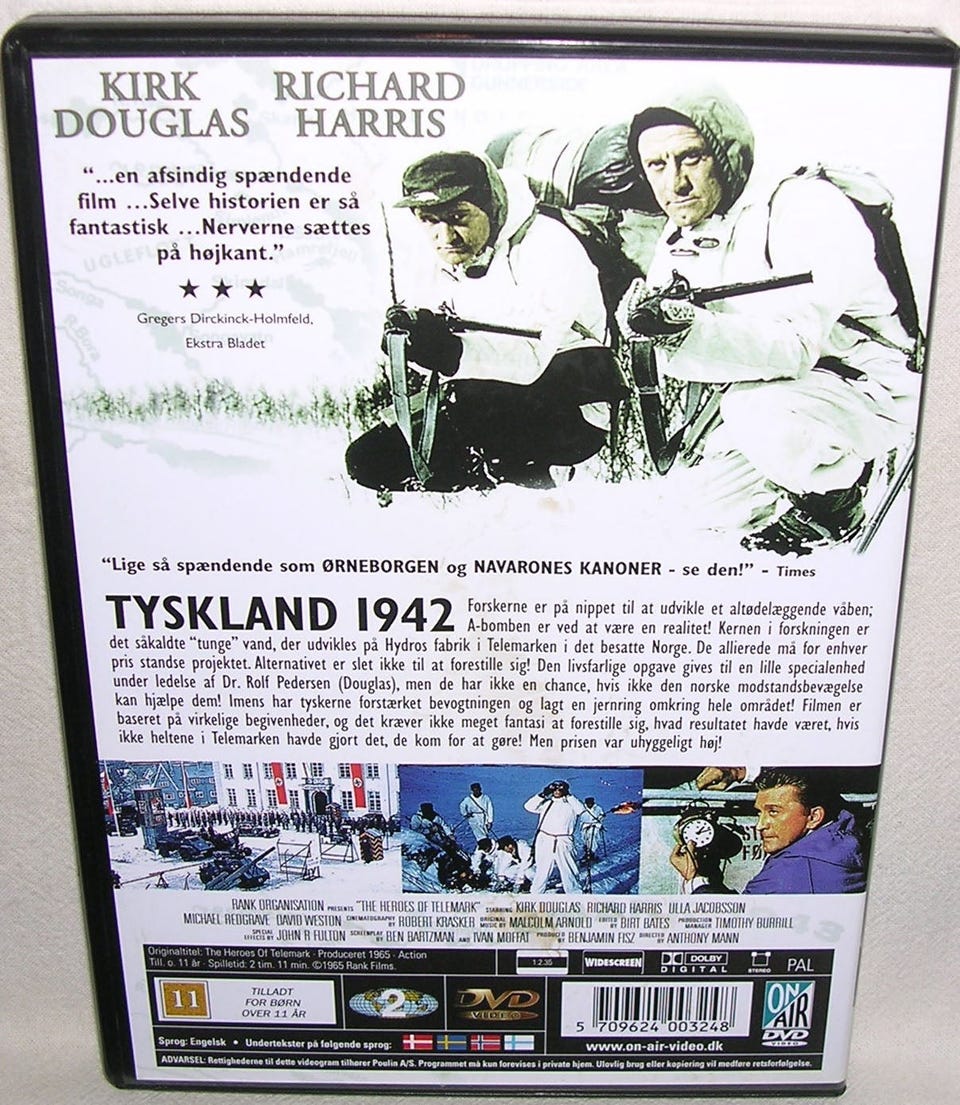 KIRK DOUGLAS
RICHARD HARRIS
“...en afsindig spændende
film ...Selve historien er så
fantastisk ...Nerverne sættes
på højkant.”
★ ★ ★
Gregers Dirckinck-Holmfeld,
Ekstra Bladet
“Lige så spændende som ØRNEBORGEN og NAVARONES KANONER - se den!” - Times
TYSKLAND 1942 Forskerne er på nippet til at udvikle et altødelæggende våben;
A-bomben er ved at være en realitet! Kernen i forskningen er
det såkaldte “tunge” vand, der udvikles på Hydros fabrik i Telemarken i det besatte Norge. De allierede må for enhver
pris standse projektet. Alternativet er slet ikke til at forestille sig! Den livsfarlige opgave gives til en lille specialenhed
under ledelse af Dr. Rolf Pedersen (Douglas), men de har ikke en chance, hvis ikke den norske modstandsbevægelse
kan hjælpe dem! Imens har tyskerne forstærket bevogtningen og lagt en jernring omkring hele området! Filmen er
baseret på virkelige begivenheder, og det kræver ikke meget fantasi at forestille sig, hvad resultatet havde været, hvis
ikke heltene i Telemarken havde gjort det, de kom for at gøre! Men prisen var uhyggeligt høj!
RANK ORGANISATION PRESENTS “THE HEROES OF TELEMARK” STARRING KIRK DOUGLAS RICHARD HARRIS ULLA JACOBSSON
MICHAEL REDGRAVE DAVID WESTON CINEMATOGRAPHY BY ROBERT KRASKER ORIGINAL MUSIC BY MALCOLM ARNOLD EDITED BY BIRT BATES PRODUCTION MANAGER TIMOTHY BURRILL
SPECIAL EFFECTS BY JOHN R FULTON SCREENPLAY BY BEN BARTZMAN AND IVAN MOFFAT PRODUCED BY BENJAMIN FISZ DIRECTED BY ANTHONY MANN
Originaltitel: The Heroes Of Telemark · Produceret 1965 · Action
Till. o. 11 år · Spilletid: 2 tim. 11 min. ©1965 Rank Films.
1:2.35
WIDESCREEN
DOLBY
DIGITAL
STEREO
PAL
11
TILLADT
FOR BØRN
OVER 11 ÅR
2
DVD
VIDEO
5 709624 003248
www.on-air-video.dk
ON
AIR
DVD
VIDEO
Sprog: Engelsk • Undertekster på følgende sprog:
ADVARSEL: Rettighederne til dette videogram tilhører Poulin A/S. Programmet må kun forevises i private hjem. Ulovlig brug eller kopiering vil medføre retsforfølgelse.